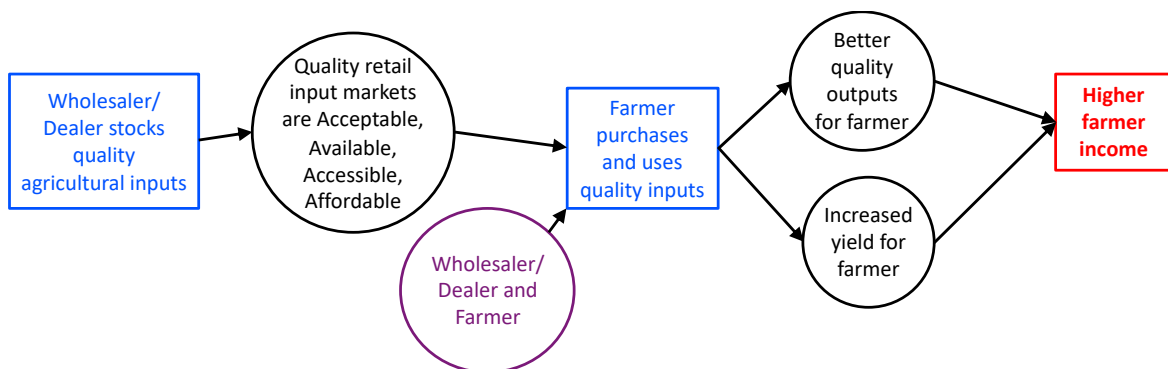 Wholesaler/
Dealer stocks
quality
agricultural inputs
Quality retail
input markets
are Acceptable,
Available,
Accessible,
Affordable
Wholesaler/
Dealer and
Farmer
Farmer
purchases
and uses
quality inputs
Better
quality
outputs
for farmer
Increased
yield for
farmer
Higher
farmer
income